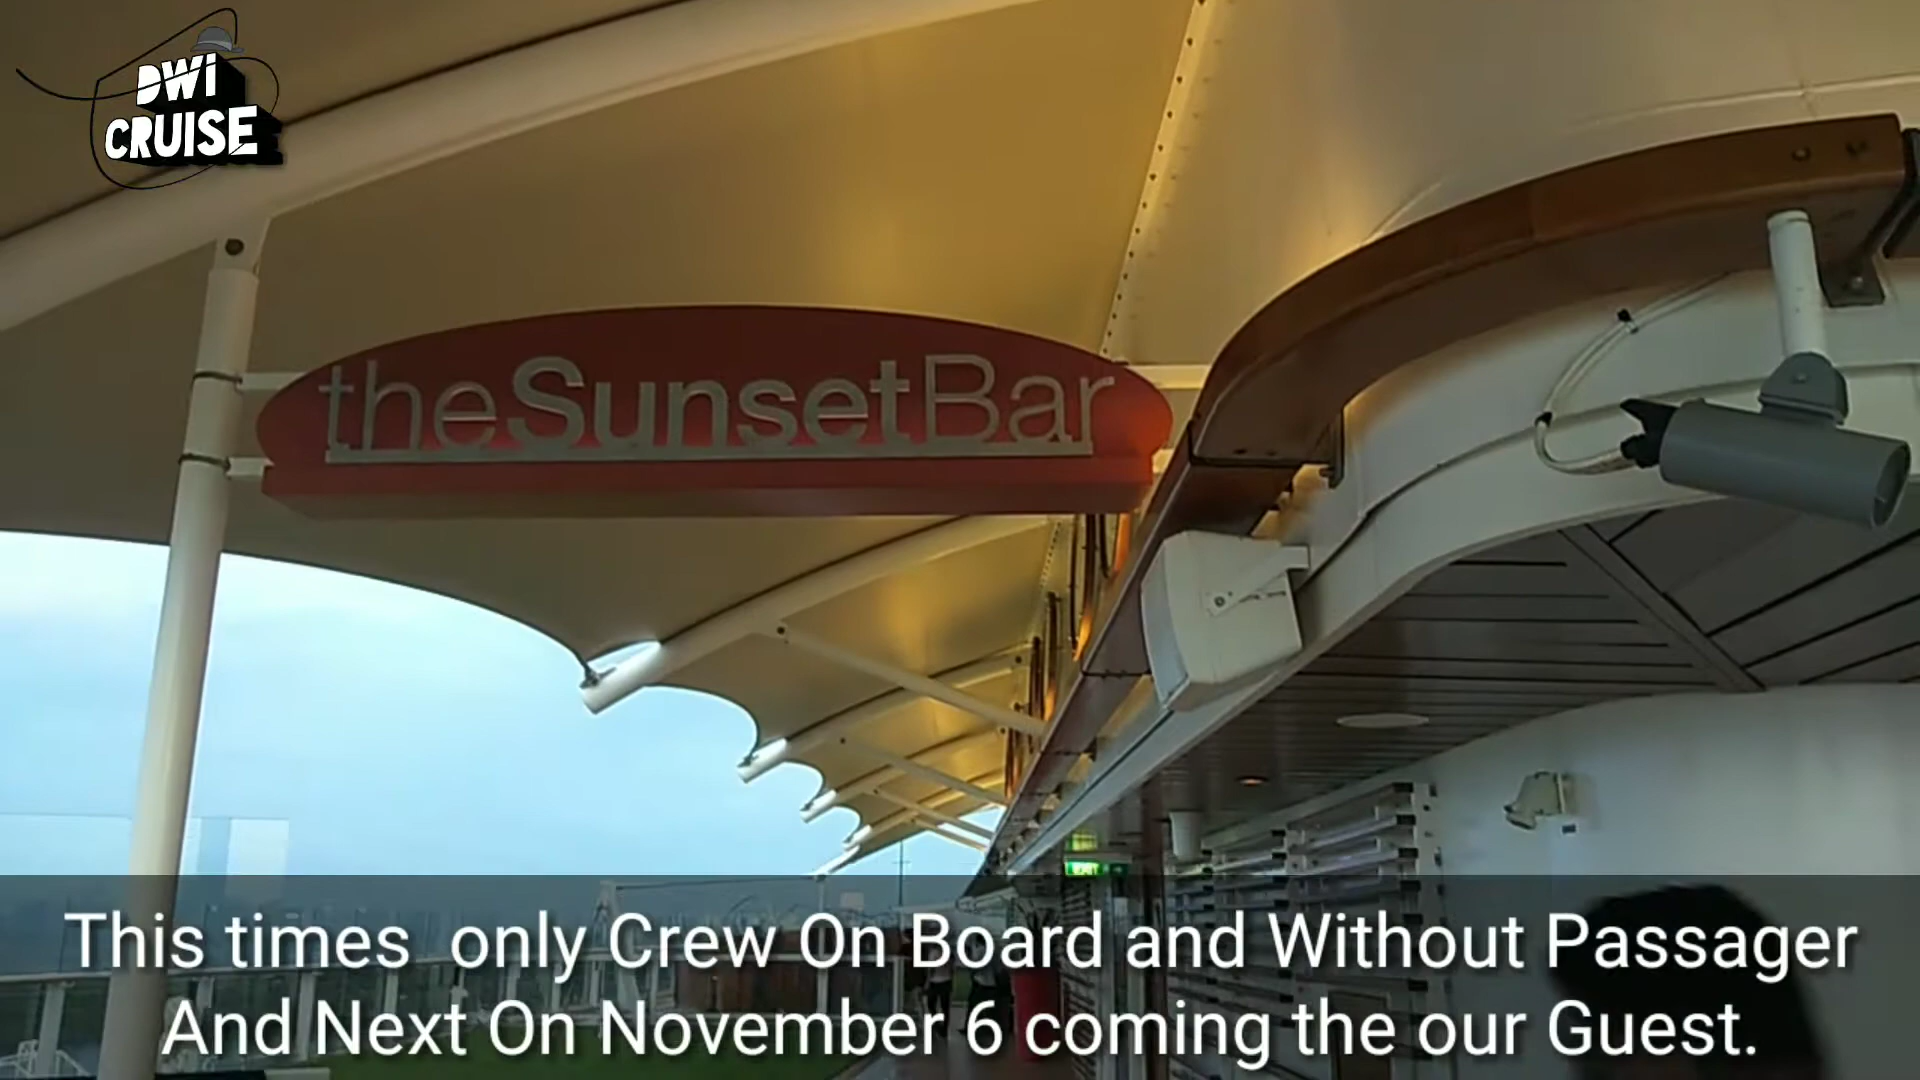 DWI
CRUISE
theSunsetBar
EXIT
This times only Crew On Board and Without Passager
And Next On November 6 coming the our Guest.